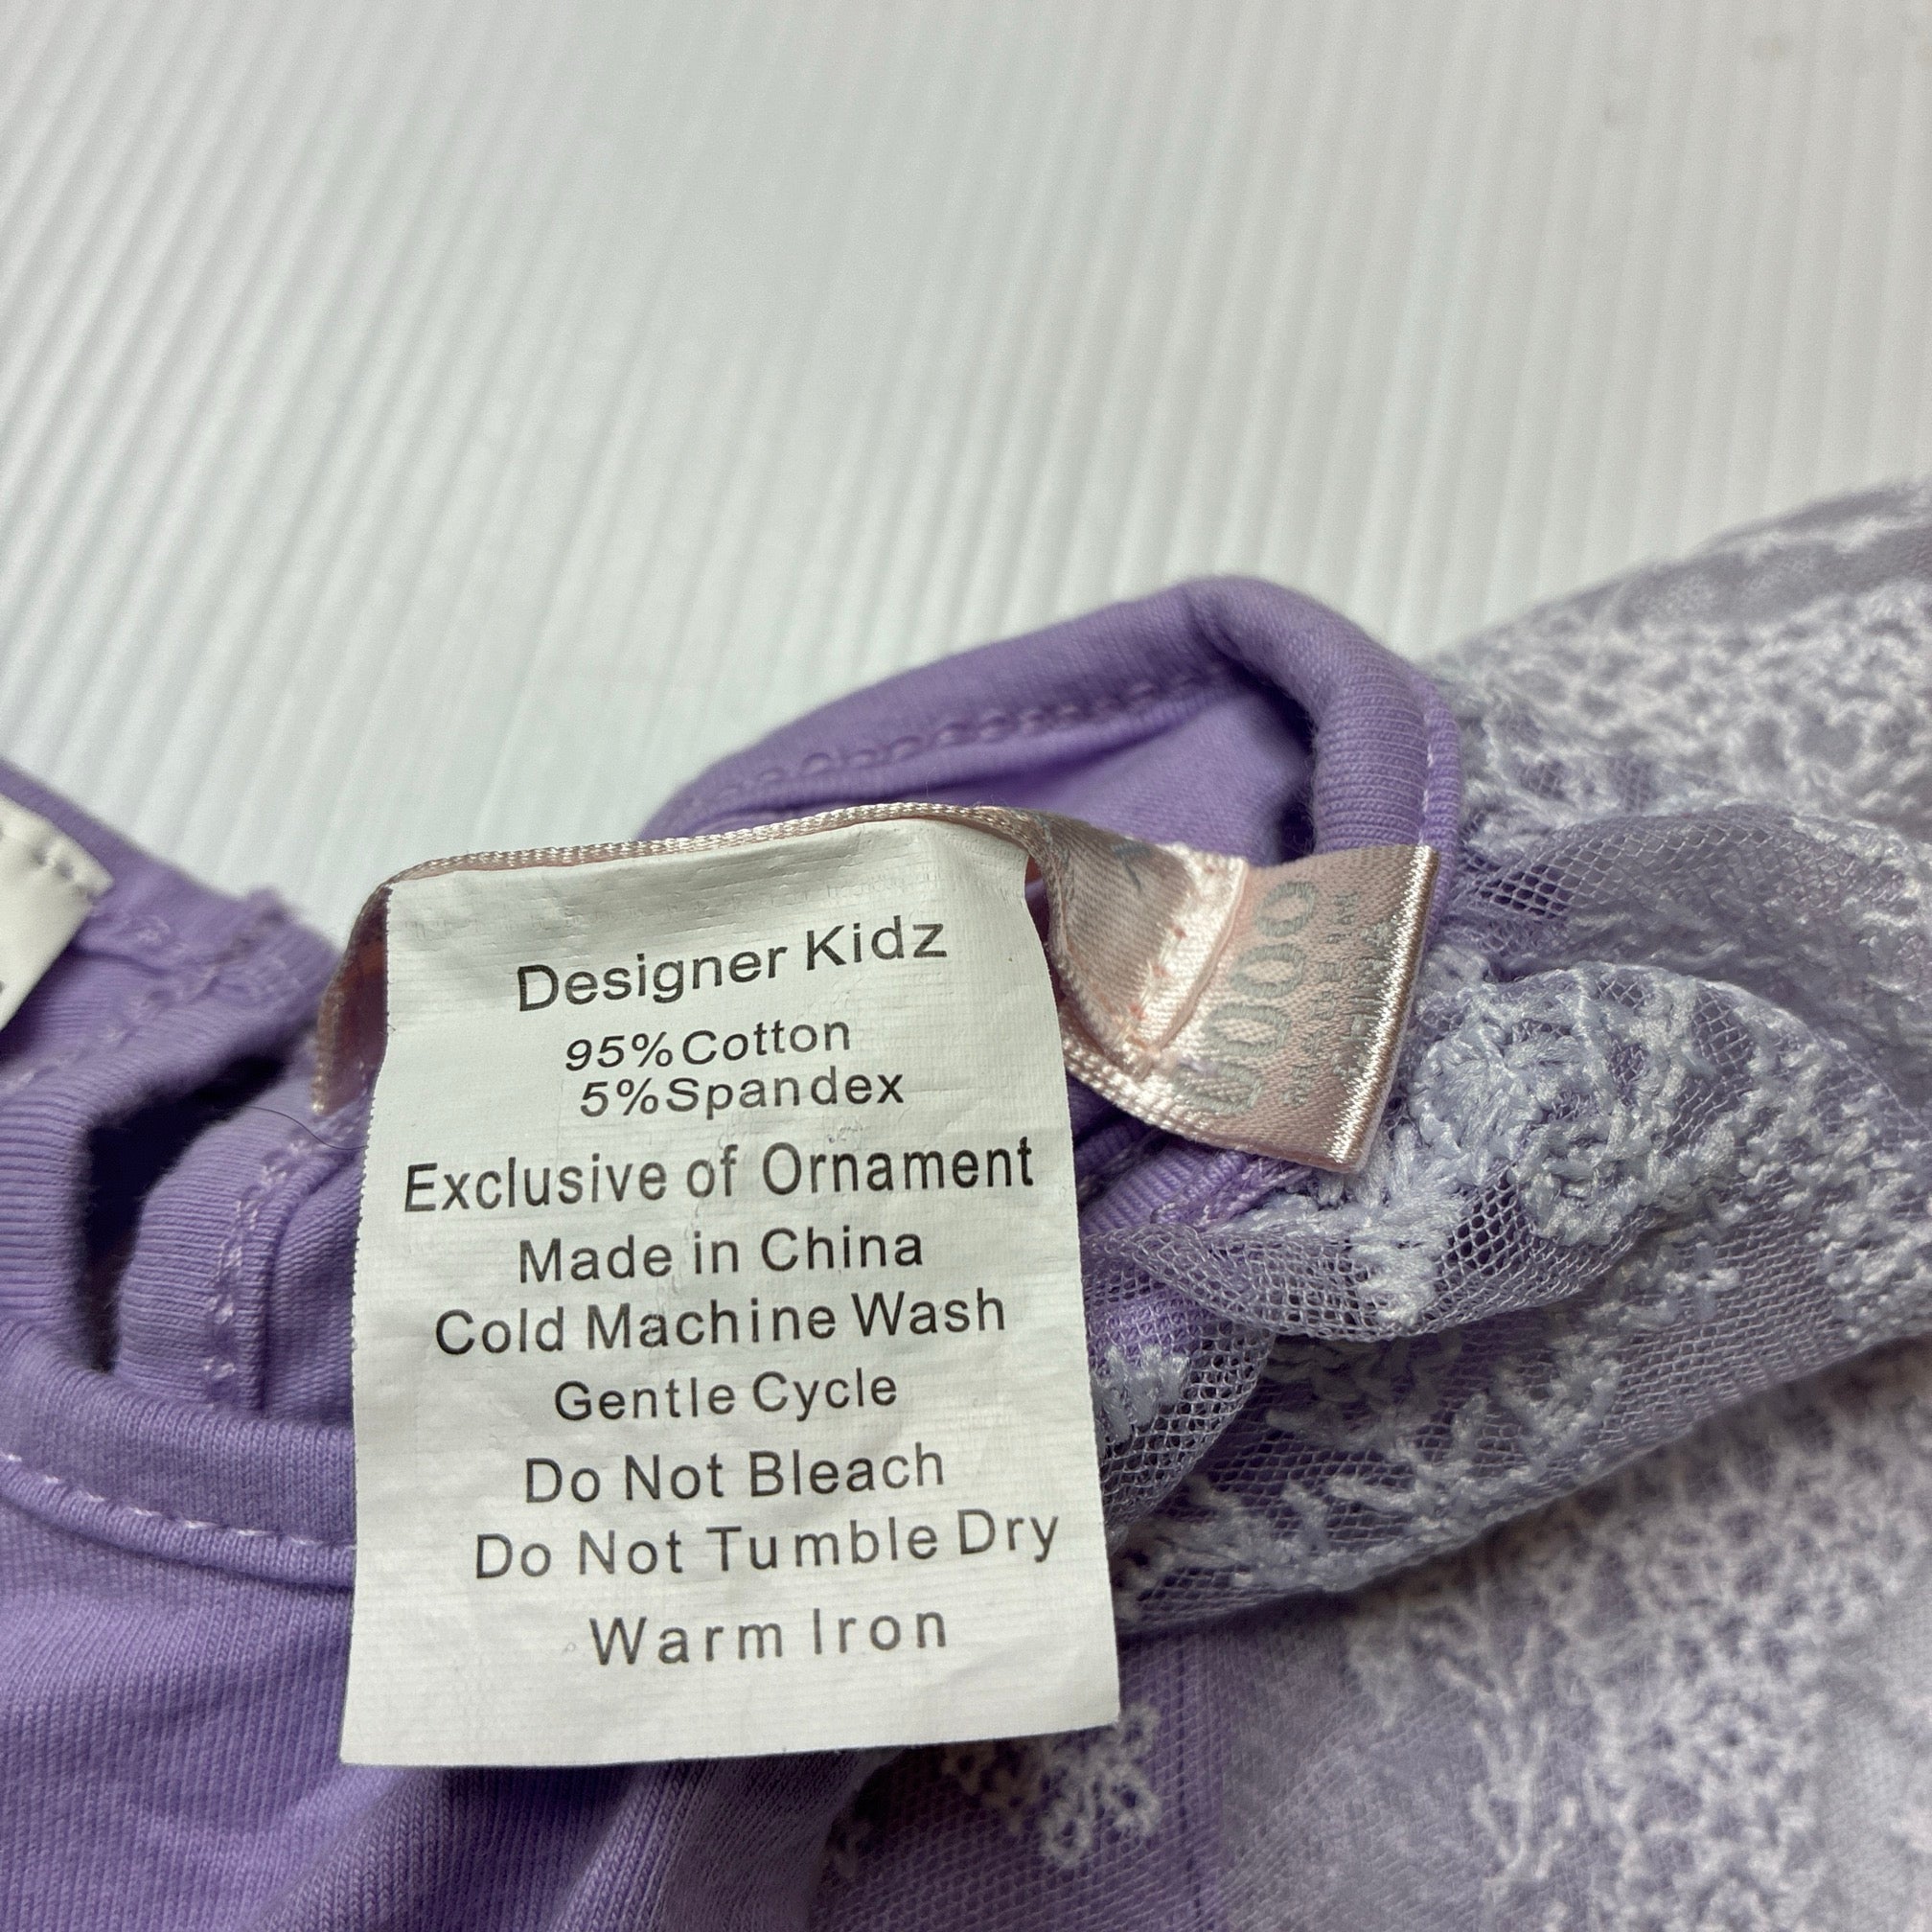 Designer Kidz
95%Cotton
5%Spandex
Exclusive of Ornament
Made in China
Cold Machine Wash
Gentle Cycle
Do Not Bleach
Do Not Tumble Dry
Warm Iron
0000